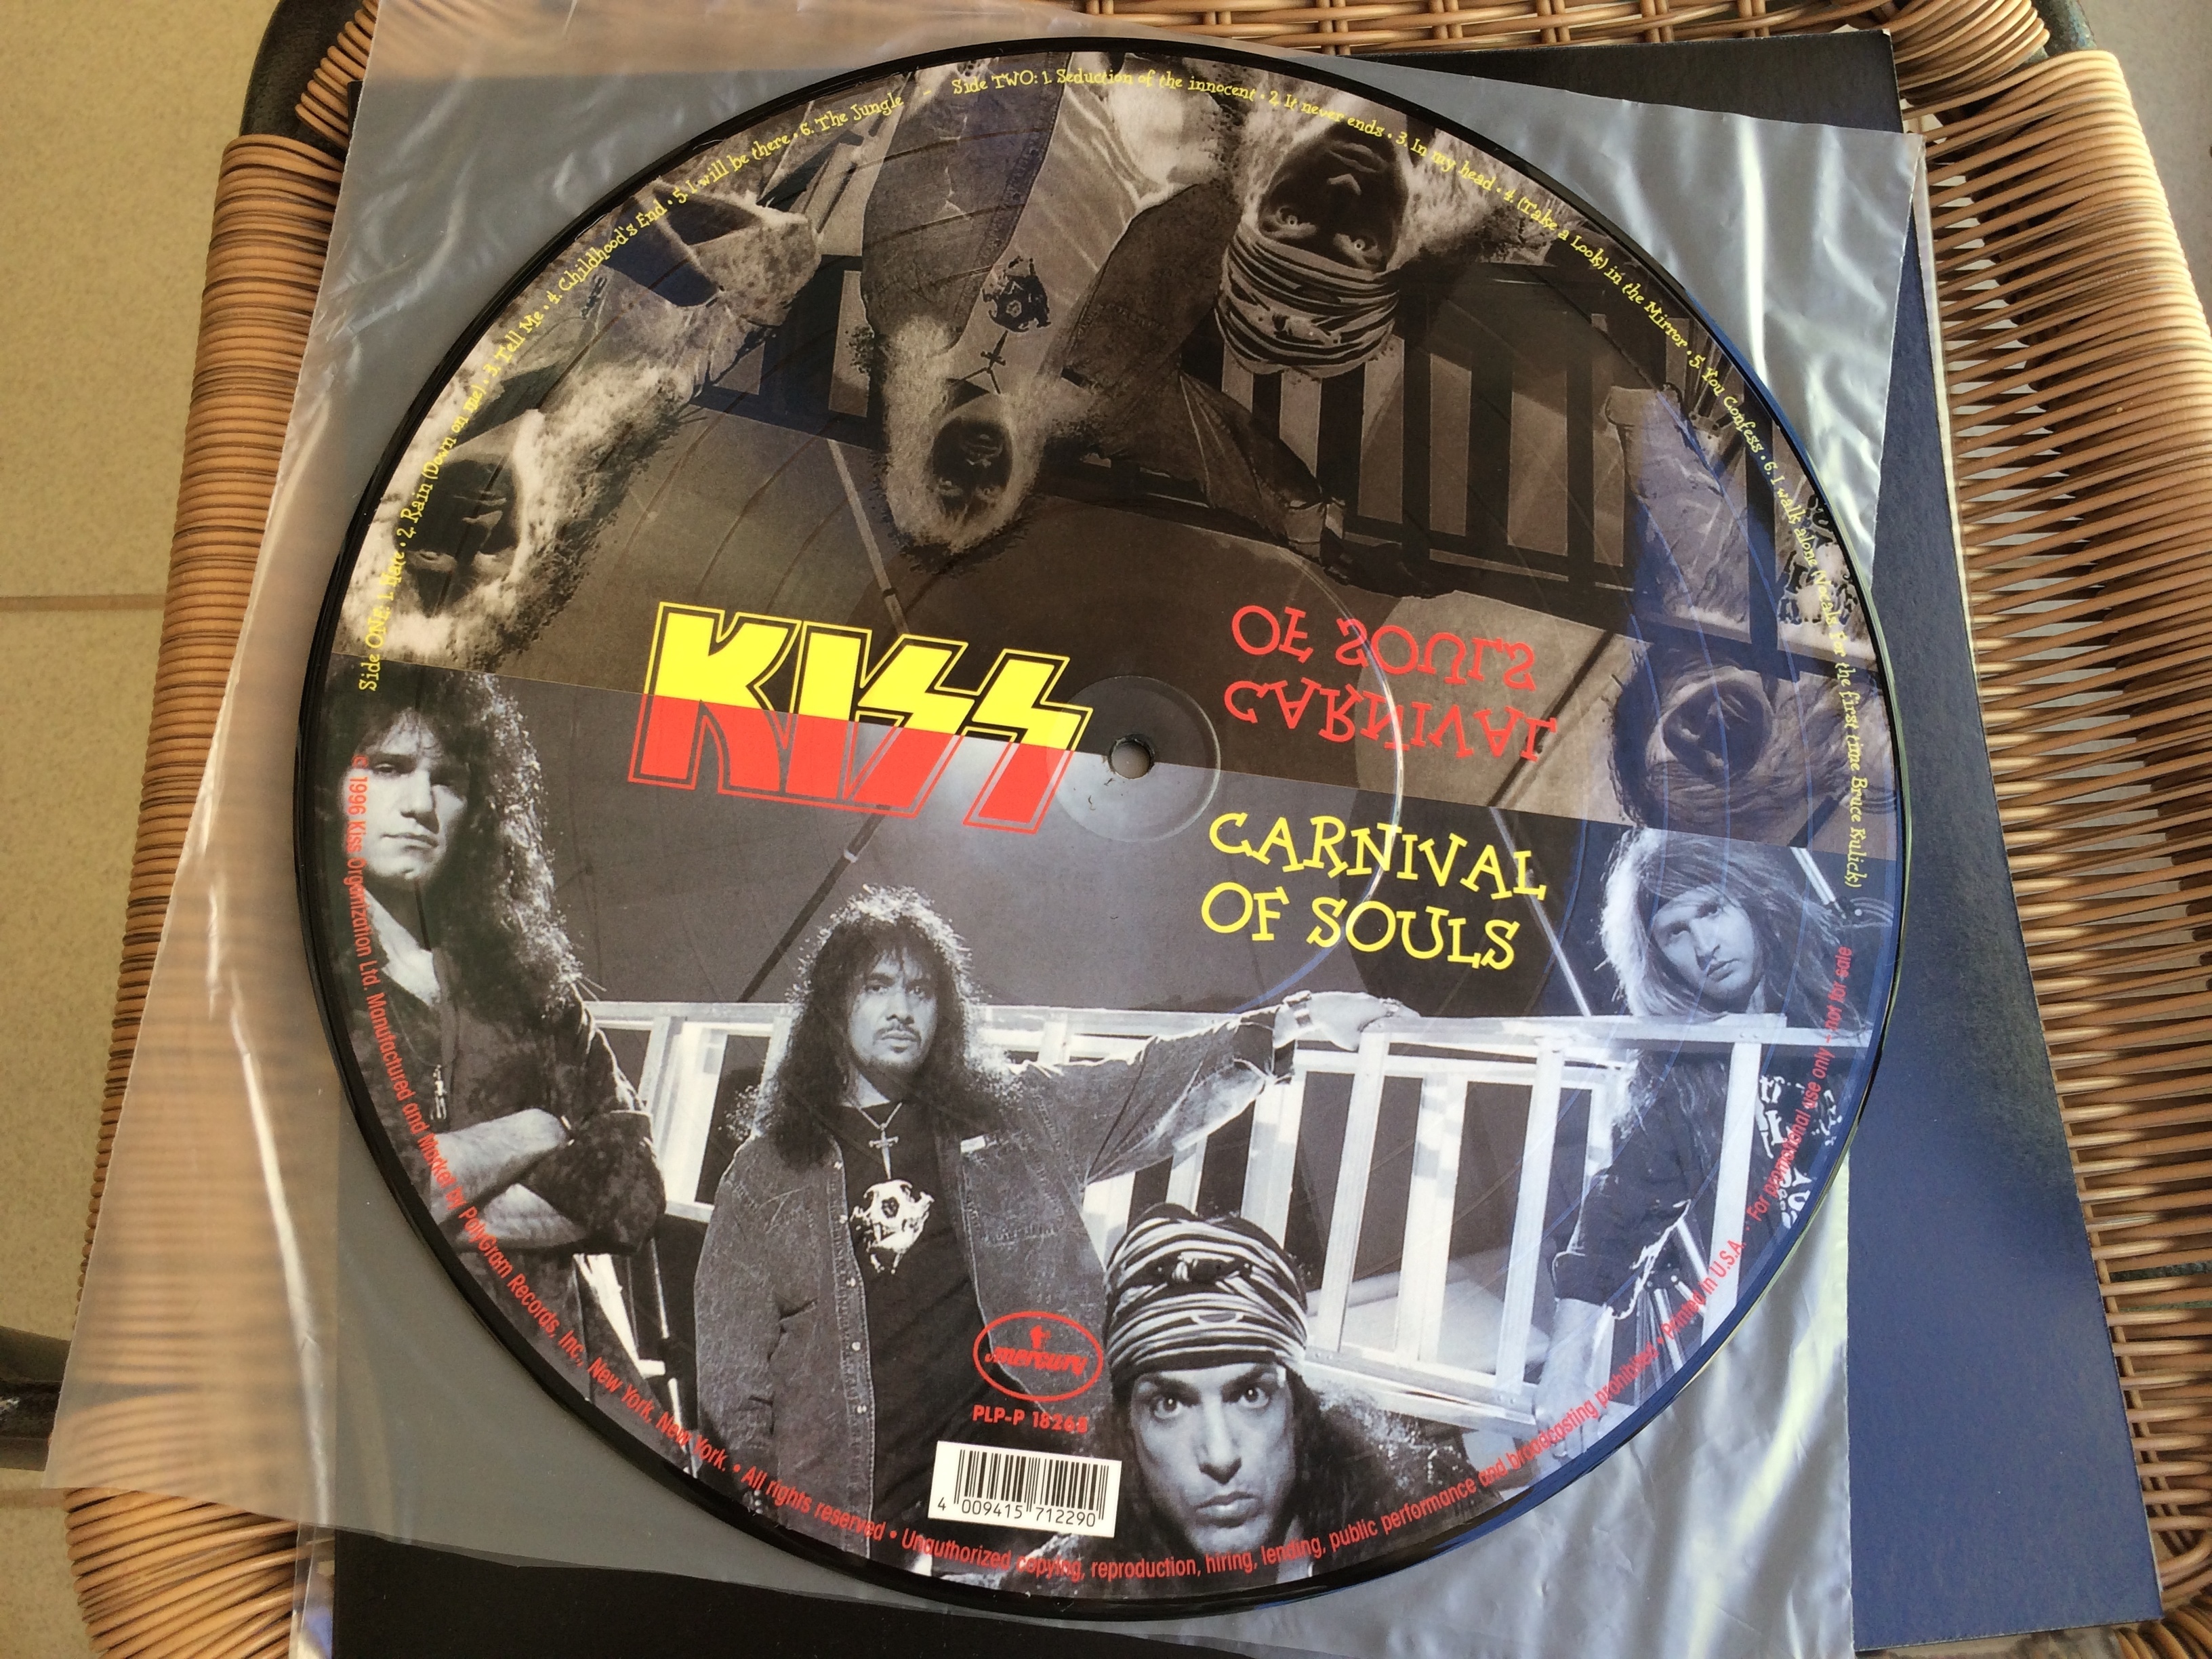 Side ONE: 1. Hate • 2. Rain (Down on me) • 3. Tell Me • 4. Childhood's End • 5. I will be there • 6. The Jungle - Side TWO: 1. Seduction of the innocent • 2. It never ends • 3. In my head • 4. (Take a Look) in the Mirror • 5. You Confess • 6. I walk alone (Vocals for the first time Bruce Kulick)
KISS
CARNIVAL
OF SOULS
CARNIVAL
OF SOULS
mercury
PLP-P 18268
4 009415 712290
© 1996 Kiss Organization Ltd. Manufactured and Market by PolyGram Records, Inc., New York, New York. • All rights reserved • Unauthorized copying, reproduction, hiring, lending, public performance and broadcasting prohibited • Printed in U.S.A. • For promotional use only - not for sale